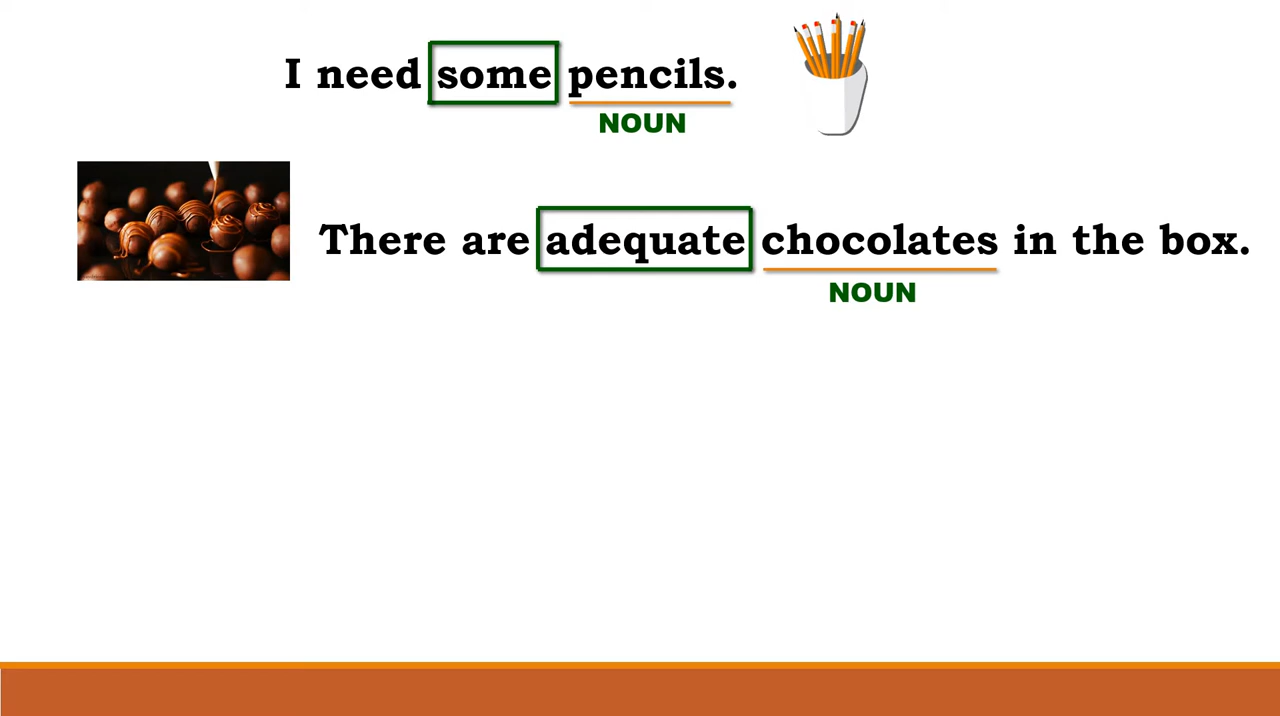 I need some pencils.
NOUN
There are adequate chocolates in the box.
NOUN